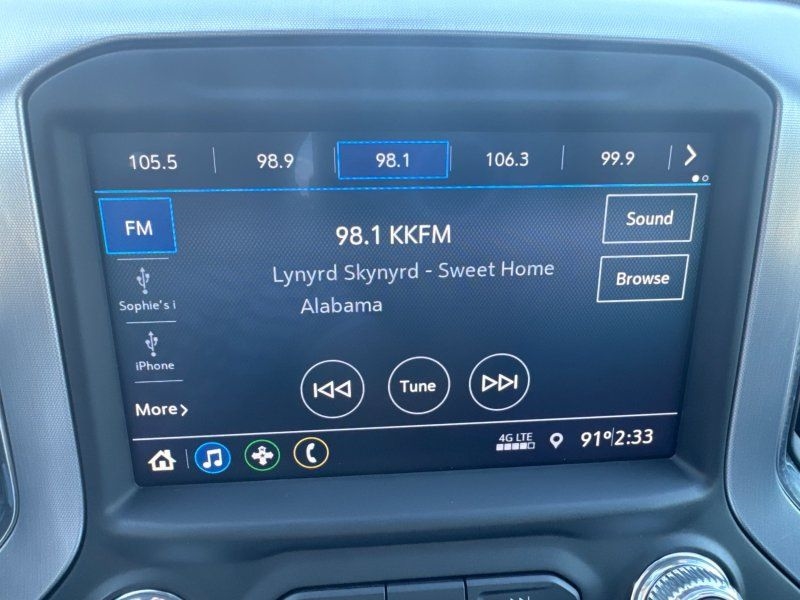 105.5 98.9 98.1 106.3 99.9
FM
98.1 KKFM
Sound
Lynyrd Skynyrd - Sweet Home
Alabama
Browse
Sophie's i
iPhone
More
Tune
4G LTE
91° 2:33